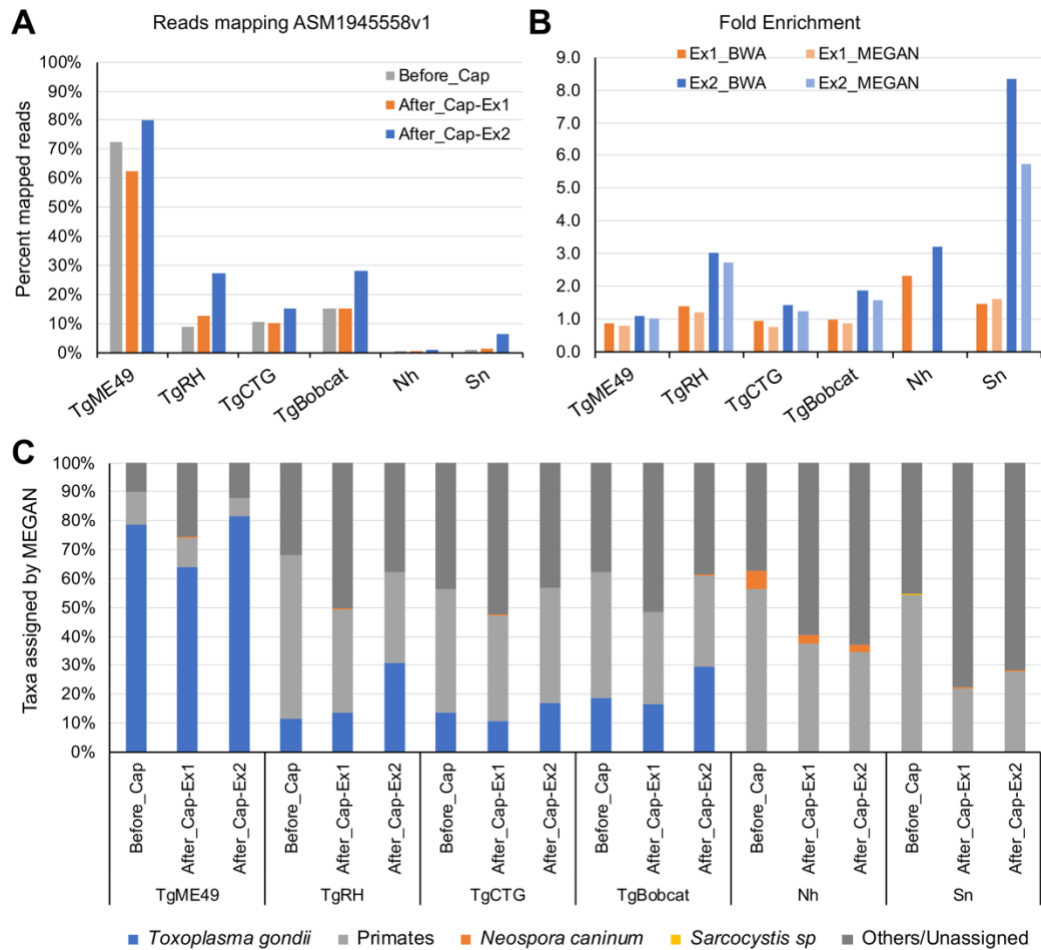 A
Reads mapping ASM1945558v1
Percent mapped reads
100%
90%
80%
70%
60%
50%
40%
30%
20%
10%
0%
Before_Cap
After_Cap-Ex1
After_Cap-Ex2
TgME49
TgRH
TgCTG
TgBobcat
Nh
Sn
B
Fold Enrichment
Ex1_BWA
Ex1_MEGAN
Ex2_BWA
Ex2_MEGAN
9.0
8.0
7.0
6.0
5.0
4.0
3.0
2.0
1.0
0.0
TgME49
TgRH
TgCTG
TgBobcat
Nh
Sn
C
Taxa assigned by MEGAN
100%
90%
80%
70%
60%
50%
40%
30%
20%
10%
0%
Before_Cap
After_Cap-Ex1
After_Cap-Ex2
Before_Cap
After_Cap-Ex1
After_Cap-Ex2
Before_Cap
After_Cap-Ex1
After_Cap-Ex2
Before_Cap
After_Cap-Ex1
After_Cap-Ex2
Before_Cap
After_Cap-Ex1
After_Cap-Ex2
Before_Cap
After_Cap-Ex1
After_Cap-Ex2
TgME49
TgRH
TgCTG
TgBobcat
Nh
Sn
Toxoplasma gondii
Primates
Neospora caninum
Sarcocystis sp
Others/Unassigned